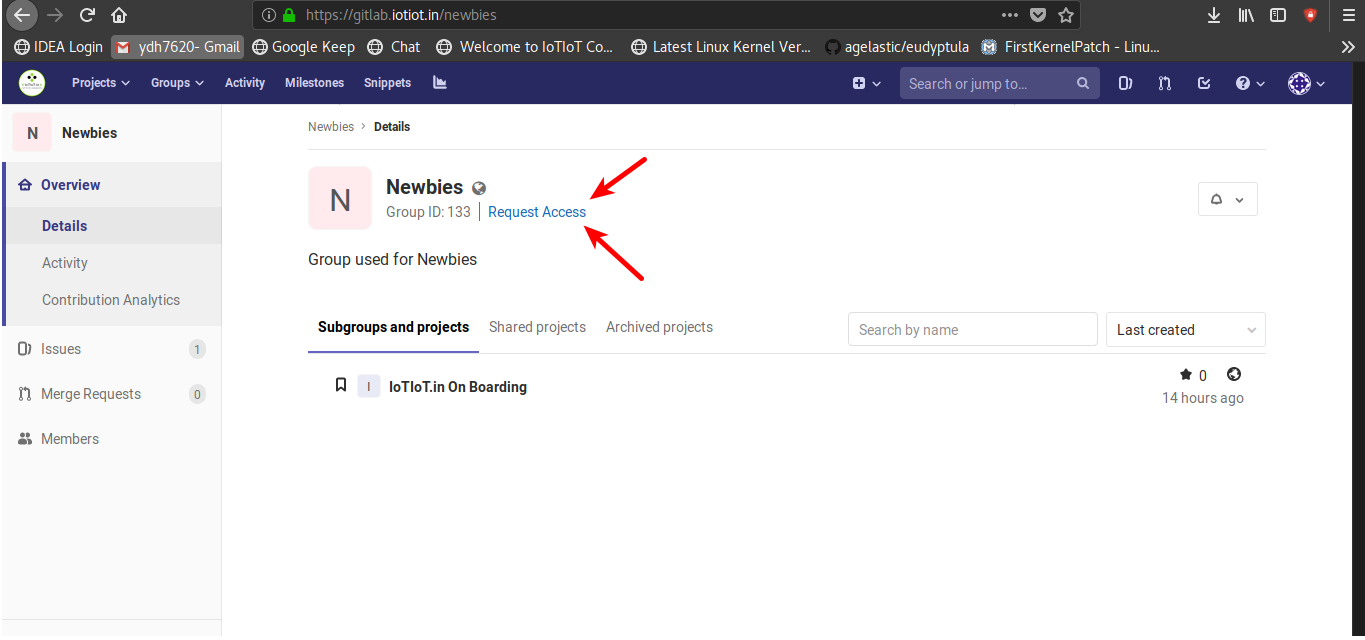 https://gitlab.iotiot.in/newbies
IDEA Login
ydh7620- Gmail
Google Keep
Chat
Welcome to IoTIoT Co...
Latest Linux Kernel Ver...
agelastic/eudyptula
FirstKernelPatch - Linu...
Projects
Groups
Activity
Milestones
Snippets
Search or jump to...
N
Newbies
Overview
Details
Activity
Contribution Analytics
Issues
1
Merge Requests
0
Members
Newbies > Details
N
Newbies
Group ID: 133 | Request Access
Group used for Newbies
Subgroups and projects
Shared projects
Archived projects
Search by name
Last created
I
IoTIoT.in On Boarding
0
14 hours ago